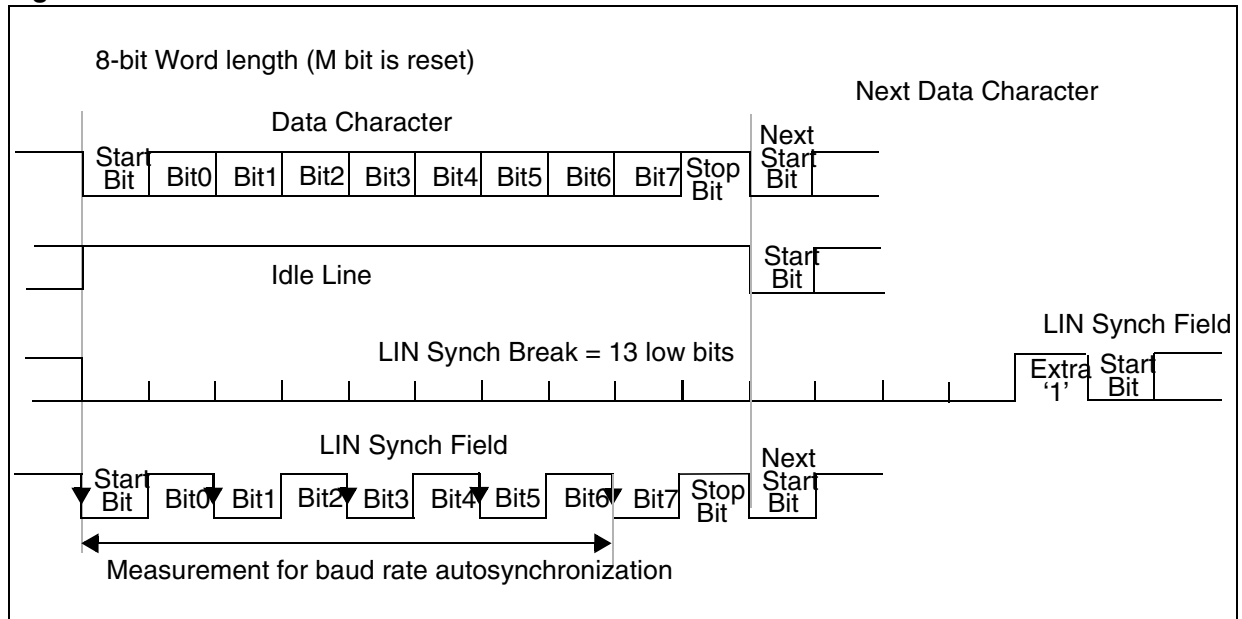 8-bit Word length (M bit is reset)
Next Data Character
Data Character
Start Bit
Bit0
Bit1
Bit2
Bit3
Bit4
Bit5
Bit6
Bit7
Stop Bit
Next Start Bit
Idle Line
Start Bit
LIN Synch Field
LIN Synch Break = 13 low bits
Extra '1'
Start Bit
LIN Synch Field
Start Bit
Bit0
Bit1
Bit2
Bit3
Bit4
Bit5
Bit6
Bit7
Stop Bit
Next Start Bit
Measurement for baud rate autosynchronization